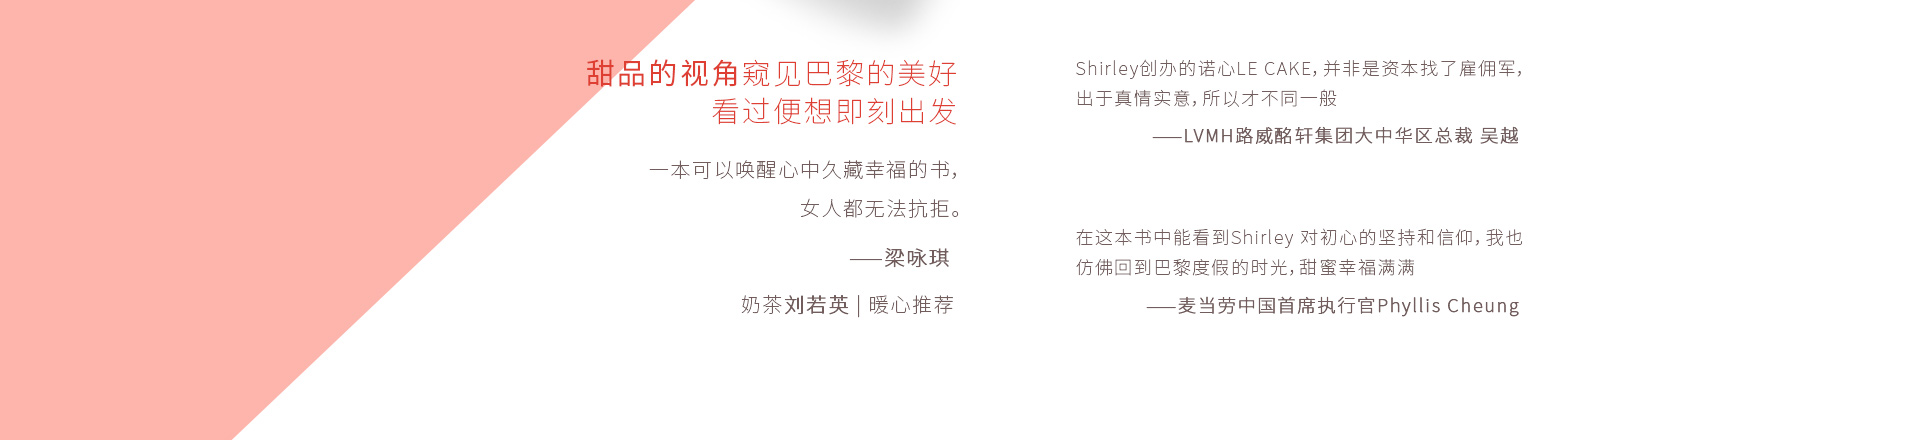 甜品的视角窥见巴黎的美好
看过便想即刻出发
一本可以唤醒心中久藏幸福的书,
女人都无法抗拒。
——梁咏琪
奶茶刘若英 | 暖心推荐
Shirley创办的诺心LE CAKE, 并非是资本找了雇佣军,
出于真情实意, 所以才不同一般
——LVMH路威酩轩集团大中华区总裁 吴越
在这本书中能看到Shirley 对初心的坚持和信仰, 我也
仿佛回到巴黎度假的时光, 甜蜜幸福满满
——麦当劳中国首席执行官Phyllis Cheung